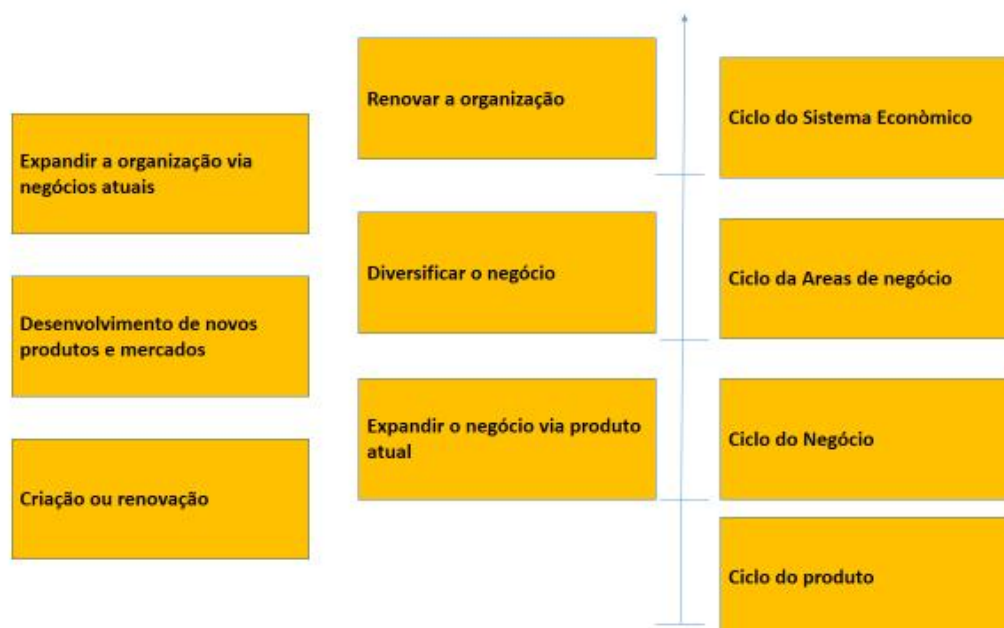 Expandir a organização via
negócios atuais
Desenvolvimento de novos
produtos e mercados
Criação ou renovação
Renovar a organização
Diversificar o negócio
Expandir o negócio via produto
atual
Ciclo do Sistema Econòmico
Ciclo da Areas de negócio
Ciclo do Negócio
Ciclo do produto